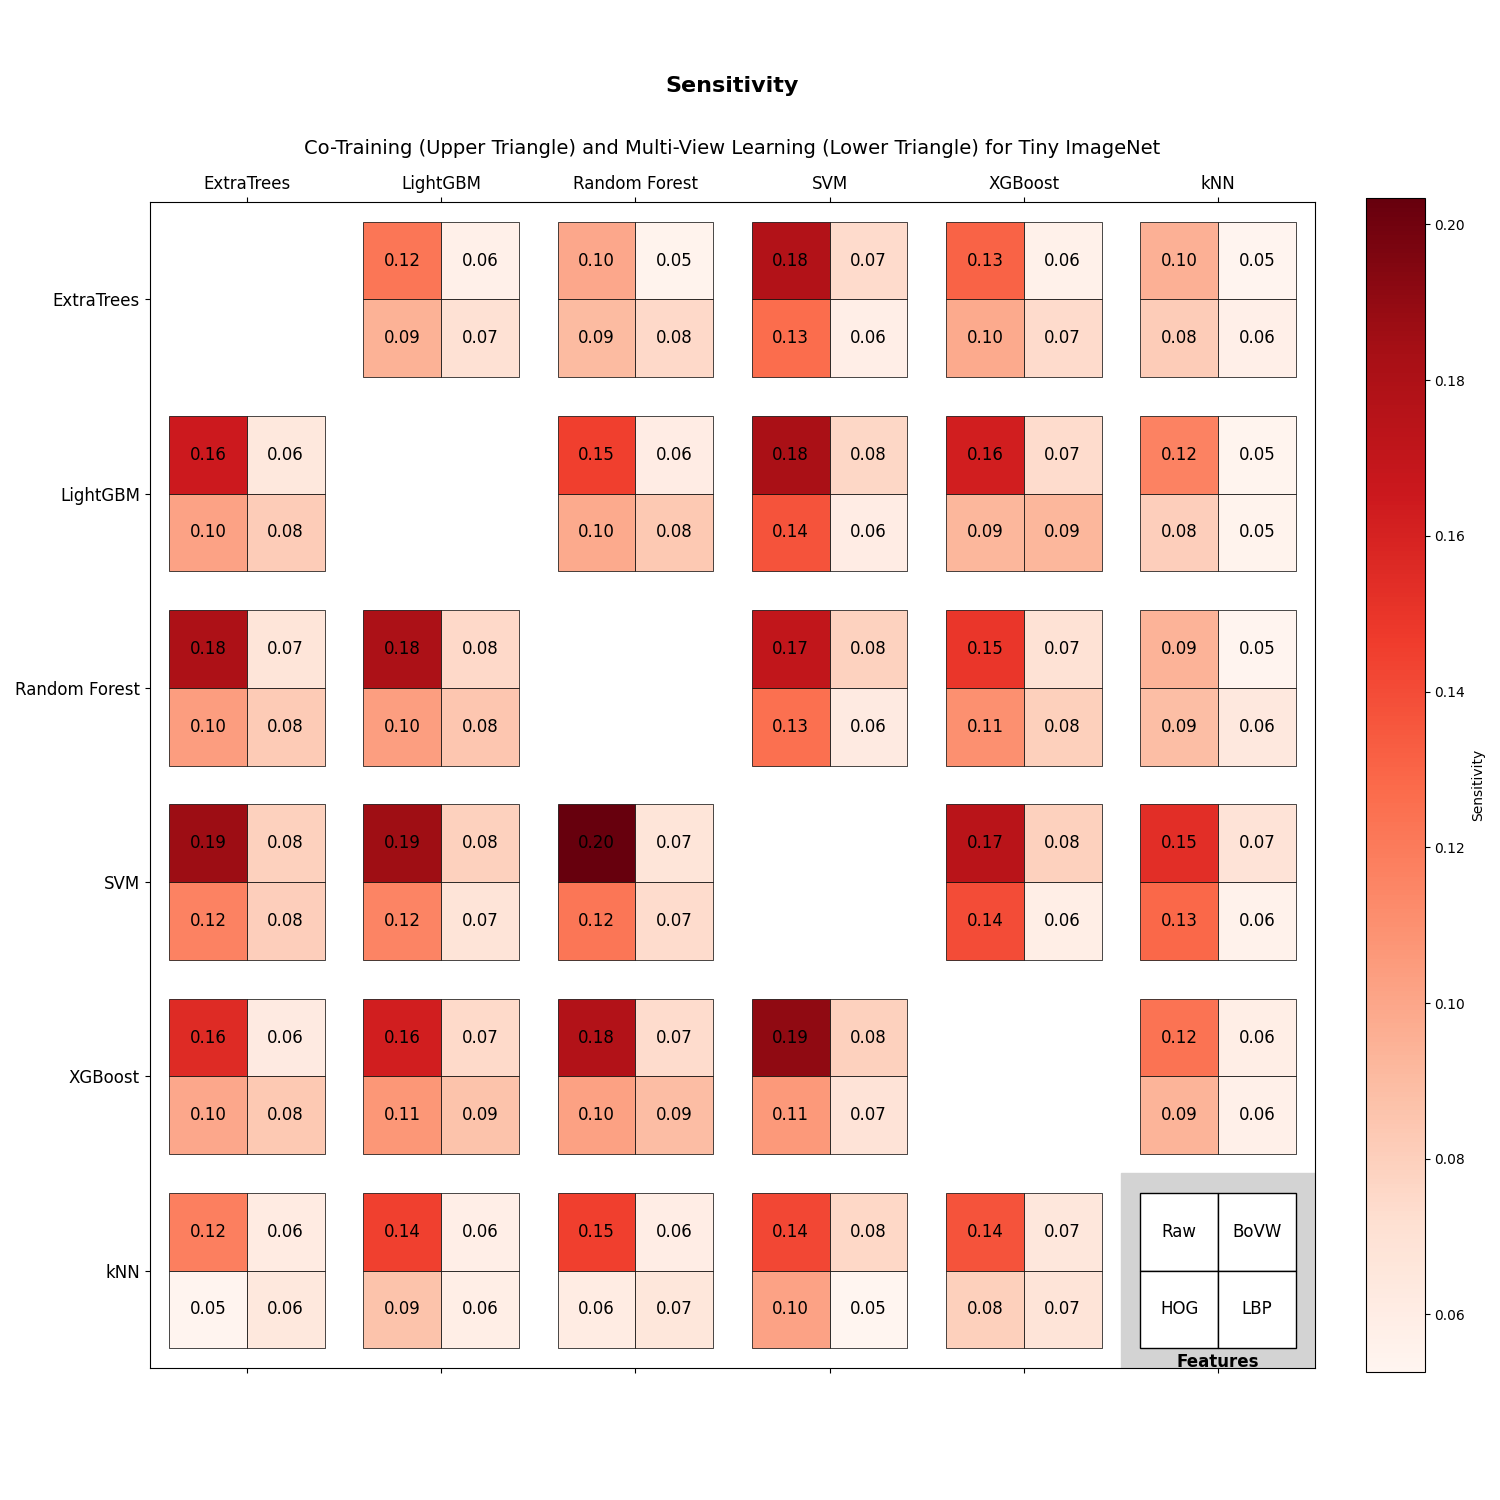 Sensitivity
Co-Training (Upper Triangle) and Multi-View Learning (Lower Triangle) for Tiny ImageNet
ExtraTrees LightGBM Random Forest SVM XGBoost kNN
0.20
0.12 0.06 0.10 0.05 0.18 0.07 0.13 0.06 0.10 0.05
ExtraTrees
0.09 0.07 0.09 0.08 0.13 0.06 0.10 0.07 0.08 0.06
0.18
0.16 0.06 0.15 0.06 0.18 0.08 0.16 0.07 0.12 0.05
LightGBM
0.10 0.08 0.10 0.08 0.14 0.06 0.09 0.09 0.08 0.05
0.16
0.18 0.07 0.18 0.08 0.17 0.08 0.15 0.07 0.09 0.05
Random Forest
0.14
0.10 0.08 0.10 0.08 0.13 0.06 0.11 0.08 0.09 0.06
Sensitivity
0.19 0.08 0.19 0.08 0.20 0.07 0.17 0.08 0.15 0.07
0.12
SVM
0.12 0.08 0.12 0.07 0.12 0.07 0.14 0.06 0.13 0.06
0.10
0.16 0.06 0.16 0.07 0.18 0.07 0.19 0.08 0.12 0.06
XGBoost
0.10 0.08 0.11 0.09 0.10 0.09 0.11 0.07 0.09 0.06
0.08
0.12 0.06 0.14 0.06 0.15 0.06 0.14 0.08 0.14 0.07 Raw BoVW
kNN
0.05 0.06 0.09 0.06 0.06 0.07 0.10 0.05 0.08 0.07 HOG LBP
0.06
Features